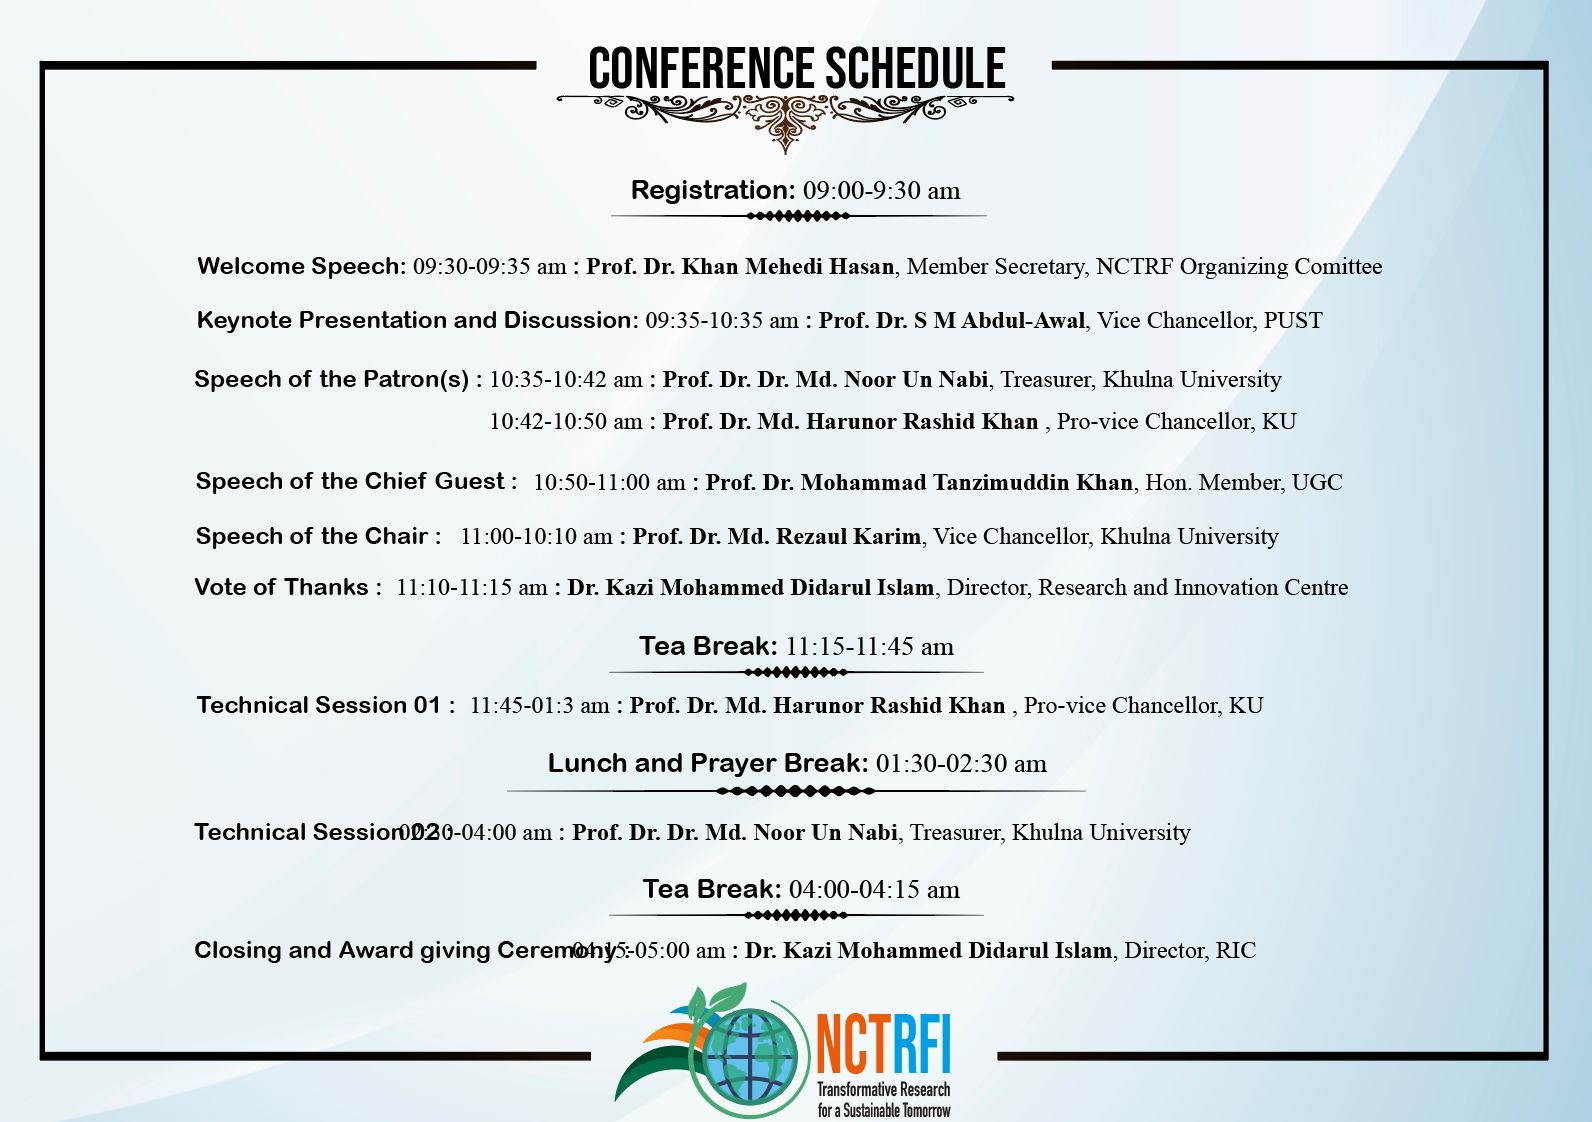 CONFERENCE SCHEDULE
Registration: 09:00-9:30 am
Welcome Speech: 09:30-09:35 am : Prof. Dr. Khan Mehedi Hasan, Member Secretary, NCTRF Organizing Comittee
Keynote Presentation and Discussion: 09:35-10:35 am : Prof. Dr. S M Abdul-Awal, Vice Chancellor, PUST
Speech of the Patron(s) : 10:35-10:42 am : Prof. Dr. Dr. Md. Noor Un Nabi, Treasurer, Khulna University
10:42-10:50 am : Prof. Dr. Md. Harunor Rashid Khan , Pro-vice Chancellor, KU
Speech of the Chief Guest : 10:50-11:00 am : Prof. Dr. Mohammad Tanzimuddin Khan, Hon. Member, UGC
Speech of the Chair : 11:00-10:10 am : Prof. Dr. Md. Rezaul Karim, Vice Chancellor, Khulna University
Vote of Thanks : 11:10-11:15 am : Dr. Kazi Mohammed Didarul Islam, Director, Research and Innovation Centre
Tea Break: 11:15-11:45 am
Technical Session 01 : 11:45-01:3 am : Prof. Dr. Md. Harunor Rashid Khan , Pro-vice Chancellor, KU
Lunch and Prayer Break: 01:30-02:30 am
Technical Session 02 : 02:30-04:00 am : Prof. Dr. Dr. Md. Noor Un Nabi, Treasurer, Khulna University
Tea Break: 04:00-04:15 am
Closing and Award giving Ceremony : 04:15-05:00 am : Dr. Kazi Mohammed Didarul Islam, Director, RIC
NCTRFI
Transformative Research
for a Sustainable Tomorrow